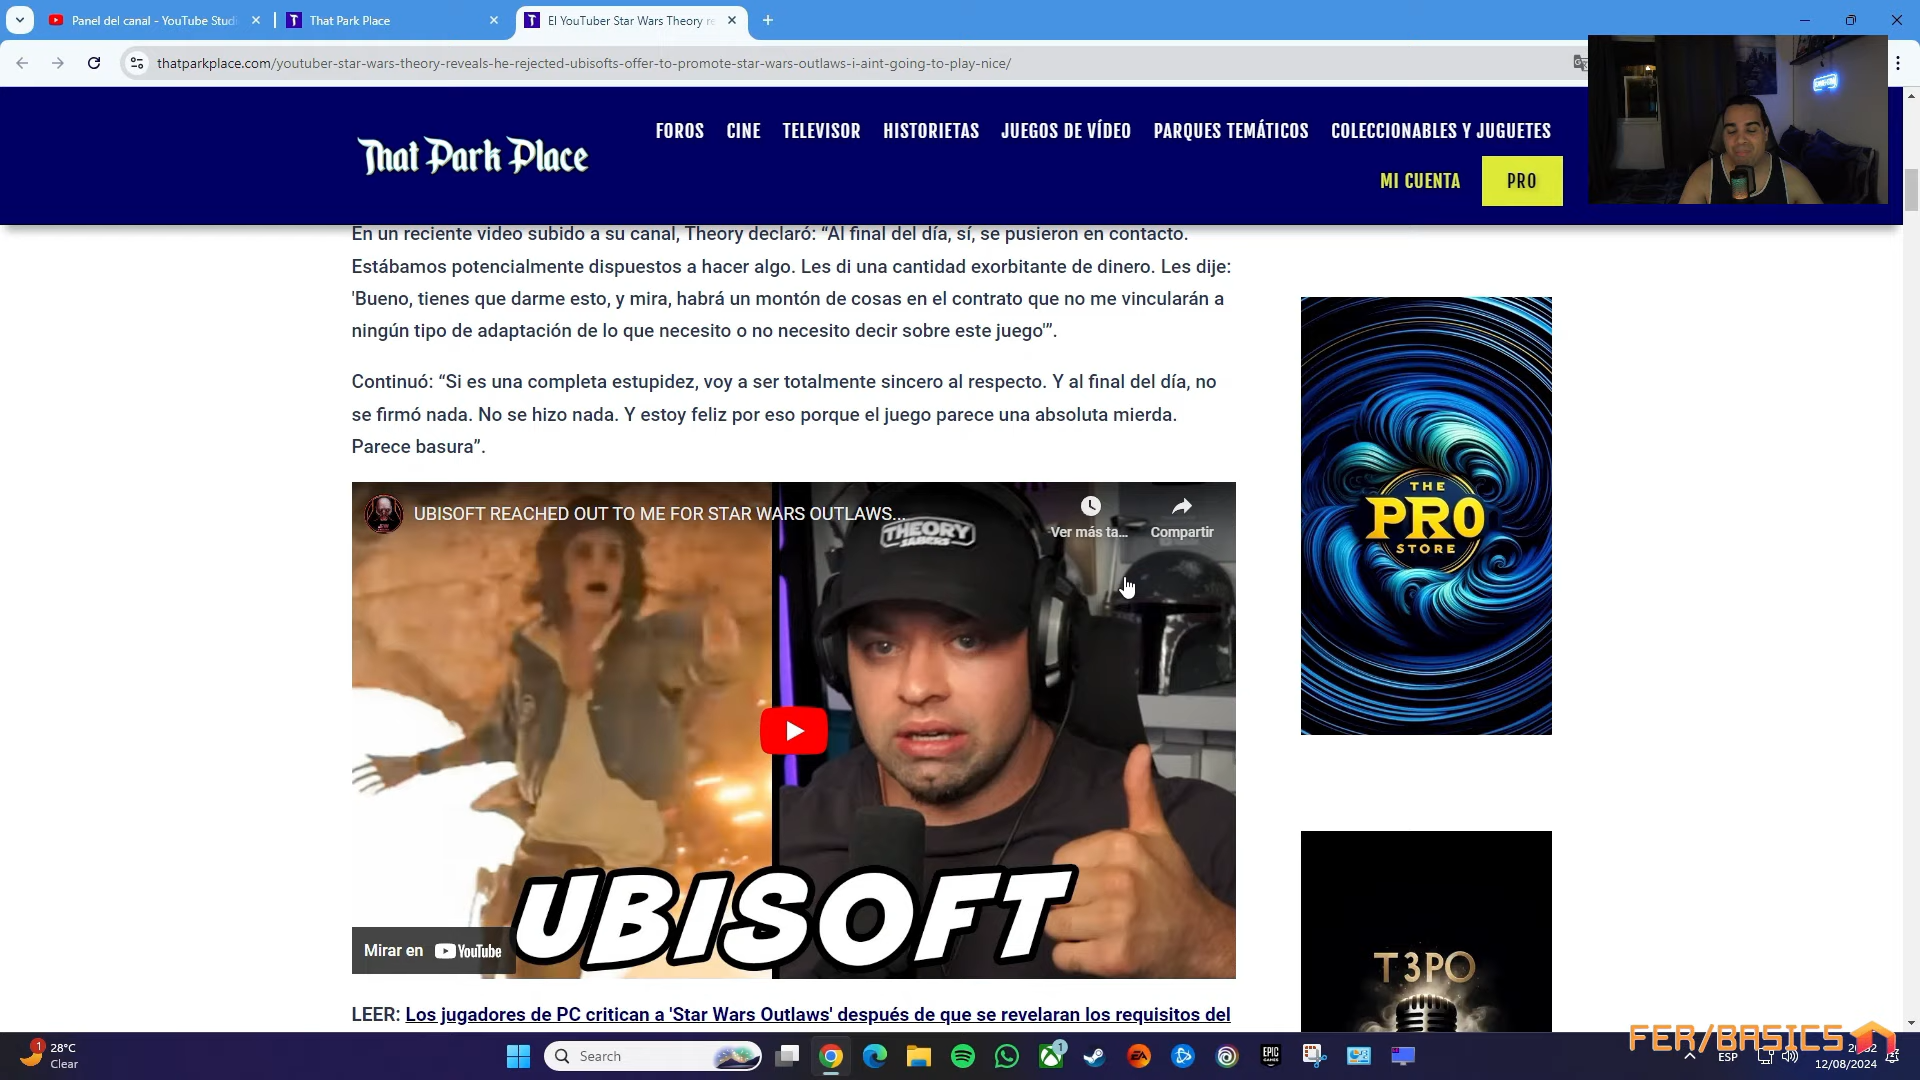 Panel del canal - YouTube Studi
That Park Place
El YouTuber Star Wars Theory re
thatparkplace.com/youtuber-star-wars-theory-reveals-he-rejected-ubisofts-offer-to-promote-star-wars-outlaws-i-aint-going-to-play-nice/
That Park Place
FOROS CINE TELEVISOR HISTORIETAS JUEGOS DE VÍDEO PARQUES TEMÁTICOS COLECCIONABLES Y JUGUETES
MI CUENTA PRO
En un reciente video subido a su canal, Theory declaró: “Al final del día, sí, se pusieron en contacto.
Estábamos potencialmente dispuestos a hacer algo. Les di una cantidad exorbitante de dinero. Les dije:
'Bueno, tienes que darme esto, y mira, habrá un montón de cosas en el contrato que no me vincularán a
ningún tipo de adaptación de lo que necesito o no necesito decir sobre este juego'”.
Continuó: “Si es una completa estupidez, voy a ser totalmente sincero al respecto. Y al final del día, no
se firmó nada. No se hizo nada. Y estoy feliz por eso porque el juego parece una absoluta mierda.
Parece basura”.
UBISOFT REACHED OUT TO ME FOR STAR WARS OUTLAWS...
Ver más ta...
Compartir
THEORY
SABERS
UBISOFT
Mirar en YouTube
THE
PRO
STORE
T3PO
LEER: Los jugadores de PC critican a 'Star Wars Outlaws' después de que se revelaran los requisitos del
FER/BASICS
1
28°C
Clear
Search
1
EA
EPIC
GAMES
ESP
12/08/2024